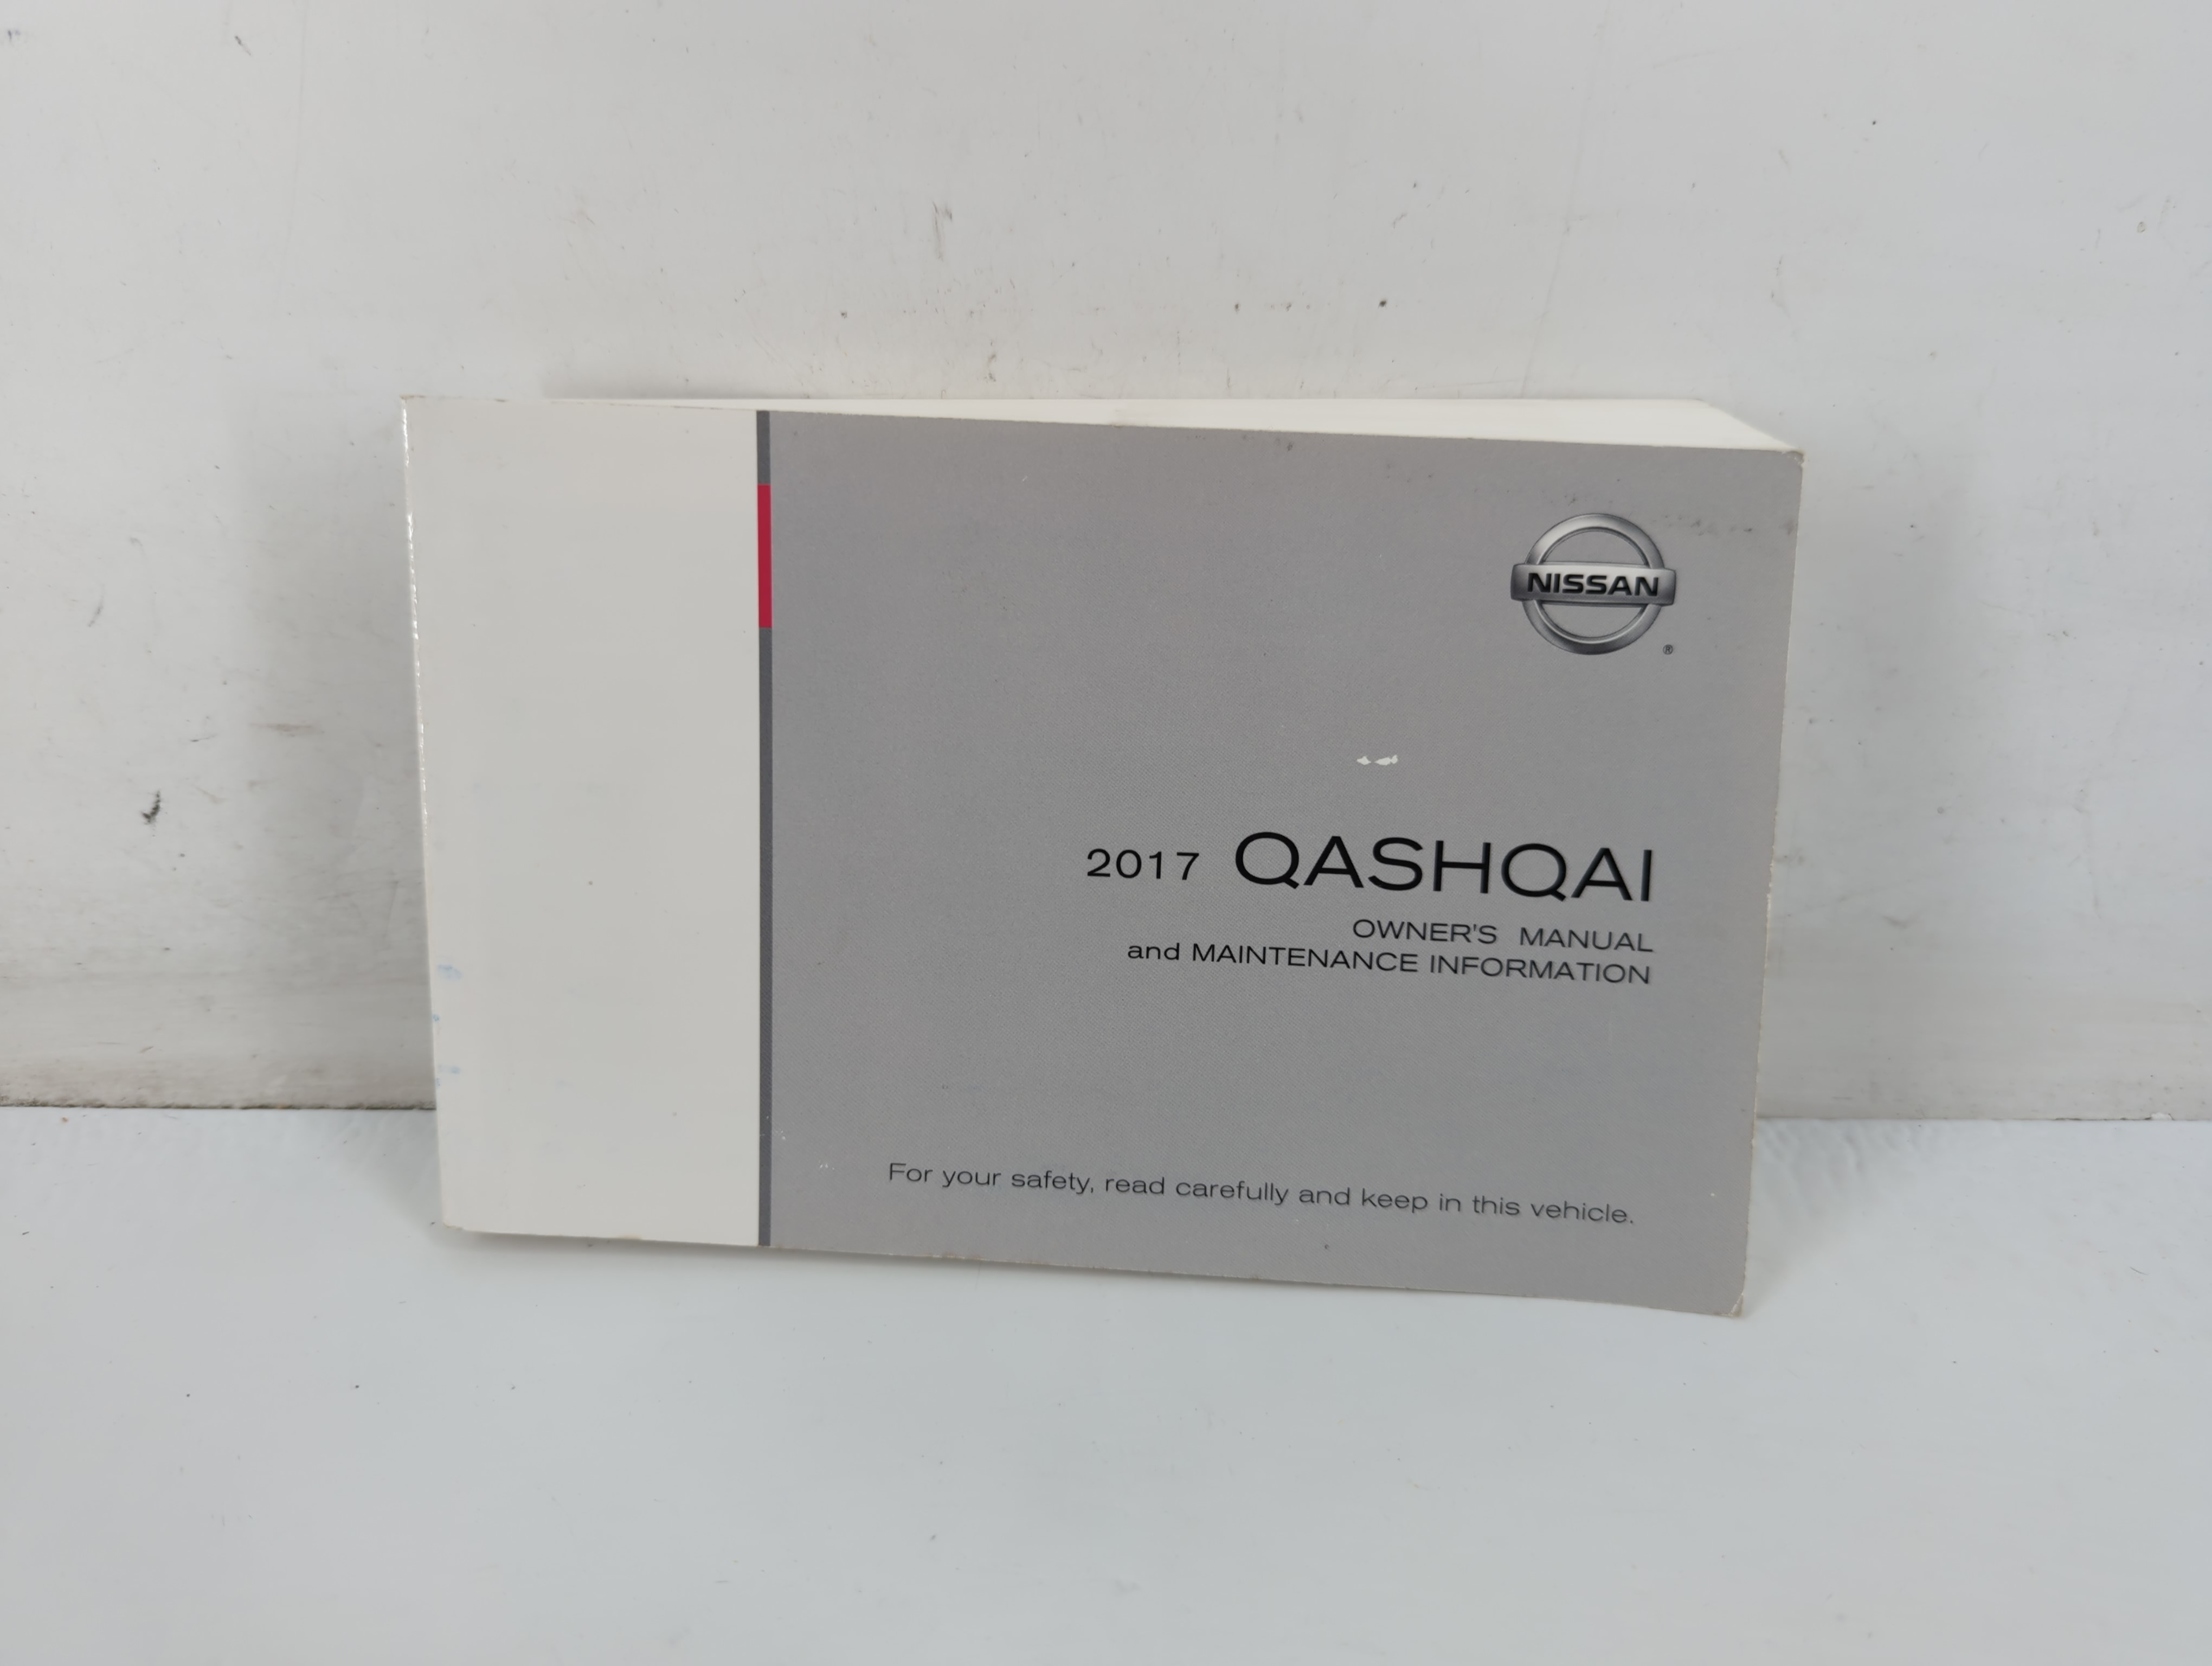 NISSAN
®
2017 QASHQAI
OWNER'S MANUAL
and MAINTENANCE INFORMATION
For your safety, read carefully and keep in this vehicle.